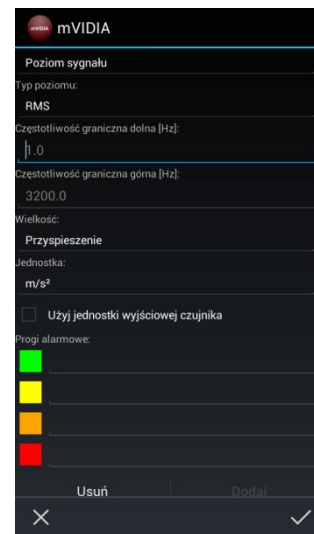 mVIDIA
mVIDIA
Poziom sygnału
Typ poziomu:
RMS
Częstotliwość graniczna dolna [Hz]:
1.0
Częstotliwość graniczna górna [Hz]:
3200.0
Wielkość:
Przyspieszenie
Jednostka:
m/s²
Użyj jednostki wyjściowej czujnika
Progi alarmowe:
Usuń
Dodaj